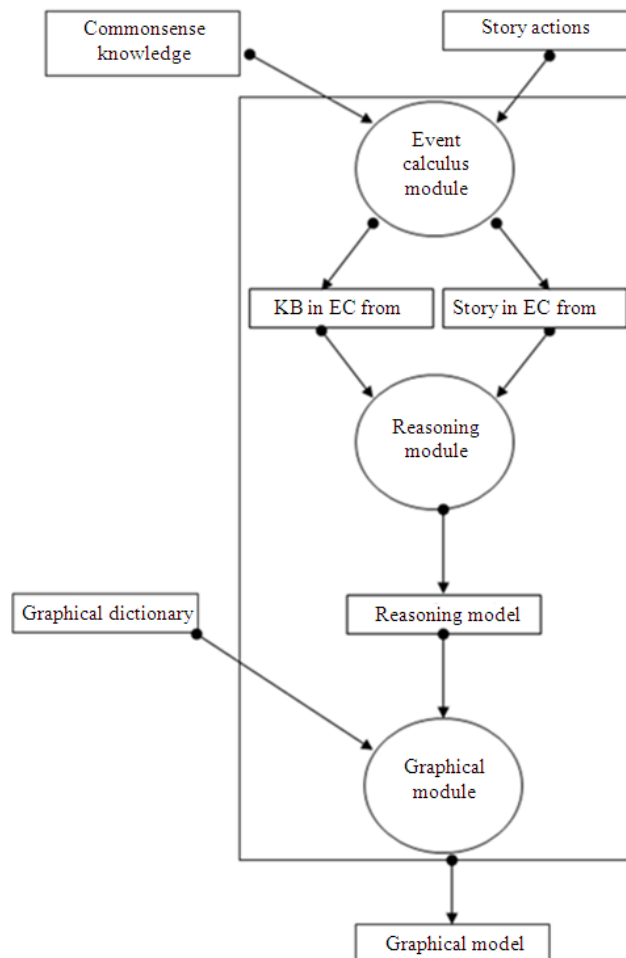 Commonsense
knowledge
Story actions
Event
calculus
module
KB in EC from
Story in EC from
Reasoning
module
Graphical dictionary
Reasoning model
Graphical
module
Graphical model